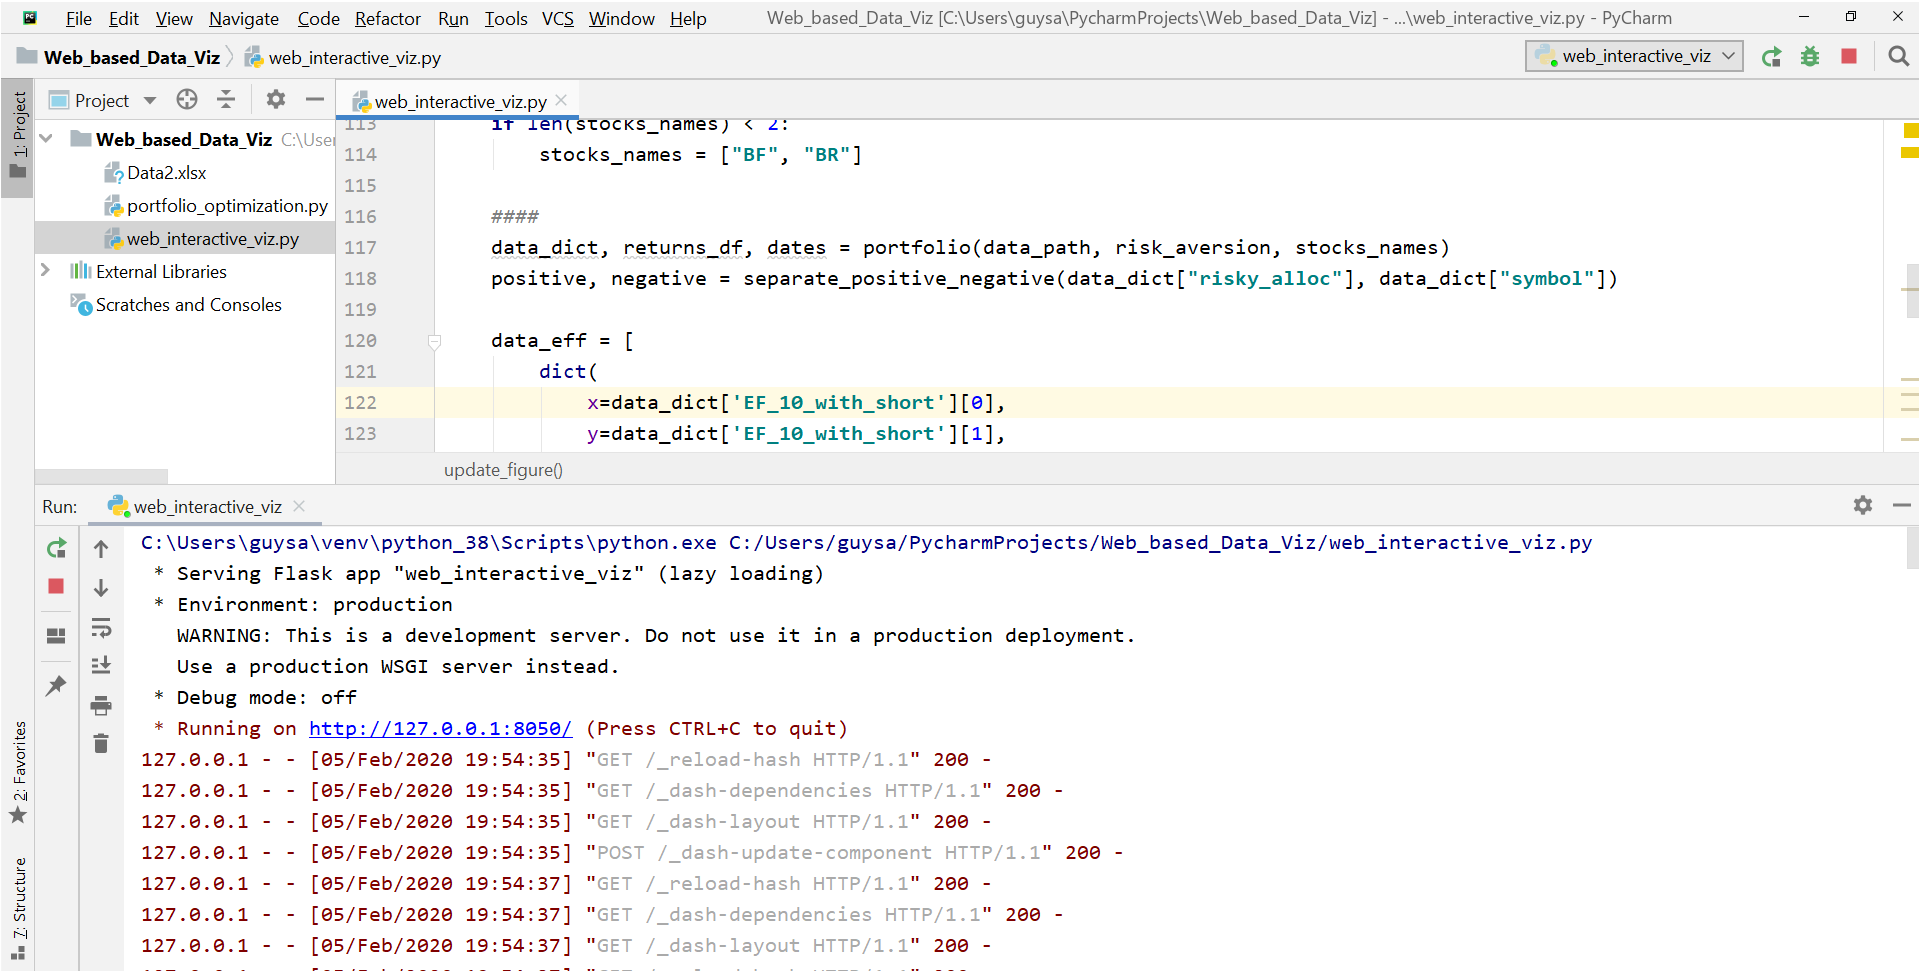 File Edit View Navigate Code Refactor Run Tools VCS Window Help Web_based_Data_Viz [C:\Users\guysa\PycharmProjects\Web_based_Data_Viz] - ...\web_interactive_viz.py - PyCharm
Web_based_Data_Viz web_interactive_viz.py web_interactive_viz
1: Project
Project
web_interactive_viz.py
Web_based_Data_Viz C:\User
Data2.xlsx
portfolio_optimization.py
web_interactive_viz.py
External Libraries
Scratches and Consoles
113 if len(stocks_names) < 2:
114 stocks_names = ["BF", "BR"]
115
116 ####
117 data_dict, returns_df, dates = portfolio(data_path, risk_aversion, stocks_names)
118 positive, negative = separate_positive_negative(data_dict["risky_alloc"], data_dict["symbol"])
119
120 data_eff = [
121 dict(
122 x=data_dict['EF_10_with_short'][0],
123 y=data_dict['EF_10_with_short'][1],
update_figure()
Run: web_interactive_viz
C:\Users\guysa\venv\python_38\Scripts\python.exe C:/Users/guysa/PycharmProjects/Web_based_Data_Viz/web_interactive_viz.py
* Serving Flask app "web_interactive_viz" (lazy loading)
* Environment: production
WARNING: This is a development server. Do not use it in a production deployment.
Use a production WSGI server instead.
* Debug mode: off
* Running on http://127.0.0.1:8050/ (Press CTRL+C to quit)
127.0.0.1 - - [05/Feb/2020 19:54:35] "GET /_reload-hash HTTP/1.1" 200 -
127.0.0.1 - - [05/Feb/2020 19:54:35] "GET /_dash-dependencies HTTP/1.1" 200 -
127.0.0.1 - - [05/Feb/2020 19:54:35] "GET /_dash-layout HTTP/1.1" 200 -
127.0.0.1 - - [05/Feb/2020 19:54:35] "POST /_dash-update-component HTTP/1.1" 200 -
127.0.0.1 - - [05/Feb/2020 19:54:37] "GET /_reload-hash HTTP/1.1" 200 -
127.0.0.1 - - [05/Feb/2020 19:54:37] "GET /_dash-dependencies HTTP/1.1" 200 -
127.0.0.1 - - [05/Feb/2020 19:54:37] "GET /_dash-layout HTTP/1.1" 200 -
2: Favorites
7: Structure